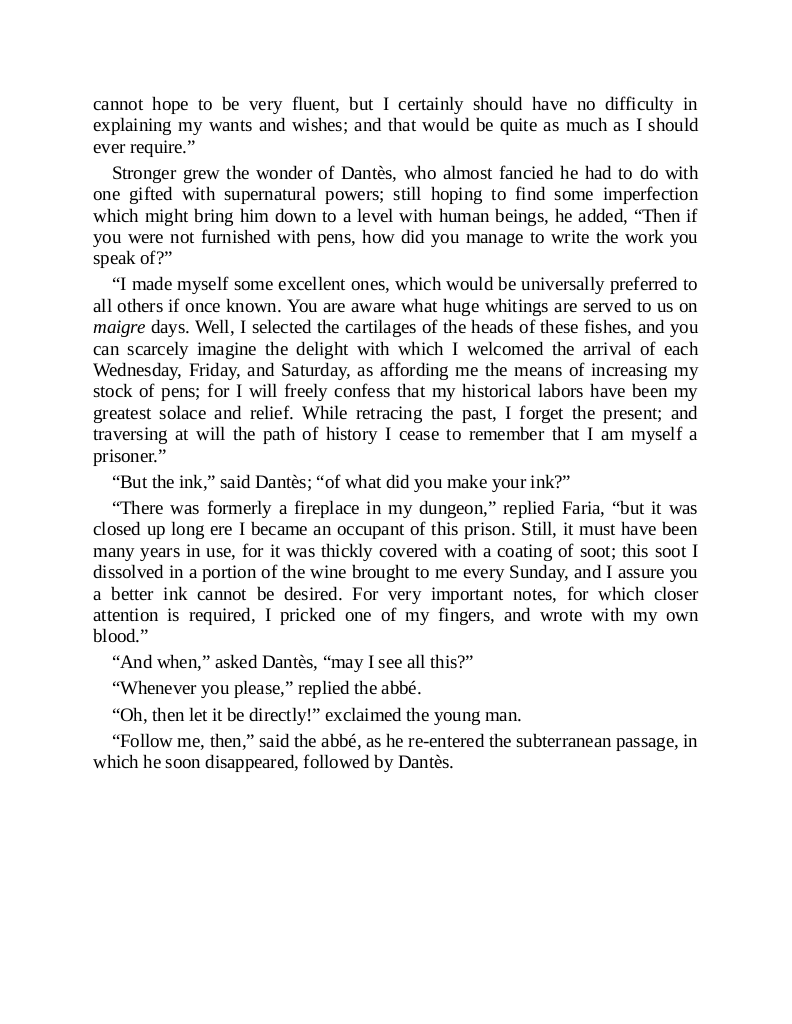 cannot hope to be very fluent, but I certainly should have no difficulty in
explaining my wants and wishes; and that would be quite as much as I should
ever require.”
Stronger grew the wonder of Dantès, who almost fancied he had to do with
one gifted with supernatural powers; still hoping to find some imperfection
which might bring him down to a level with human beings, he added, “Then if
you were not furnished with pens, how did you manage to write the work you
speak of?”
“I made myself some excellent ones, which would be universally preferred to
all others if once known. You are aware what huge whitings are served to us on
maigre days. Well, I selected the cartilages of the heads of these fishes, and you
can scarcely imagine the delight with which I welcomed the arrival of each
Wednesday, Friday, and Saturday, as affording me the means of increasing my
stock of pens; for I will freely confess that my historical labors have been my
greatest solace and relief. While retracing the past, I forget the present; and
traversing at will the path of history I cease to remember that I am myself a
prisoner.”
“But the ink,” said Dantès; “of what did you make your ink?”
“There was formerly a fireplace in my dungeon,” replied Faria, “but it was
closed up long ere I became an occupant of this prison. Still, it must have been
many years in use, for it was thickly covered with a coating of soot; this soot I
dissolved in a portion of the wine brought to me every Sunday, and I assure you
a better ink cannot be desired. For very important notes, for which closer
attention is required, I pricked one of my fingers, and wrote with my own
blood.”
“And when,” asked Dantès, “may I see all this?”
“Whenever you please,” replied the abbé.
“Oh, then let it be directly!” exclaimed the young man.
“Follow me, then,” said the abbé, as he re-entered the subterranean passage, in
which he soon disappeared, followed by Dantès.